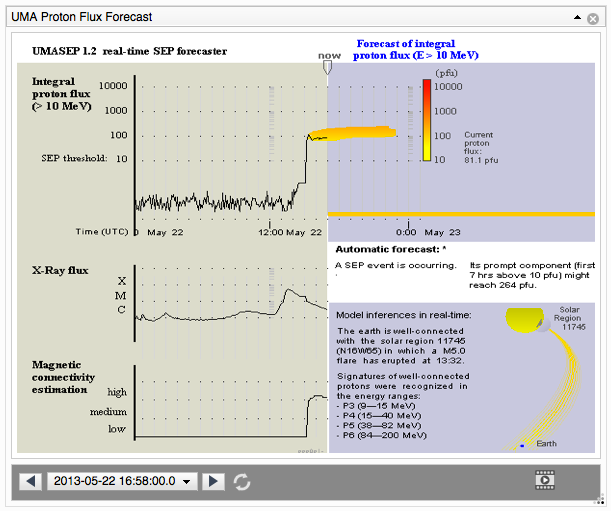 UMA Proton Flux Forecast
UMASEP 1.2 real-time SEP forecaster
now
Forecast of integral
proton flux (E > 10 MeV)
Integral
proton flux
(> 10 MeV)
10000
1000
100
SEP threshold: 10
(pfu)
10000
1000
100
10
Current
proton
flux:
81.1 pfu
Time (UTC) 0 May 22 12:00 May 22 0:00 May 23
X-Ray flux
X
M
C
Automatic forecast: *
A SEP event is occurring.
Its prompt component (first
7 hrs above 10 pfu) might
reach 264 pfu.
Magnetic
connectivity
estimation
high
medium
low
Model inferences in real-time:
The earth is well-connected
with the solar region 11745
(N16W65) in which a M5.0
flare has erupted at 13:32.
Signatures of well-connected
protons were recognized in
the energy ranges:
- P3 (9—15 MeV)
- P4 (15—40 MeV)
- P5 (38—82 MeV)
- P6 (84—200 MeV)
Solar
Region
11745
Earth
2013-05-22 16:58:00.0